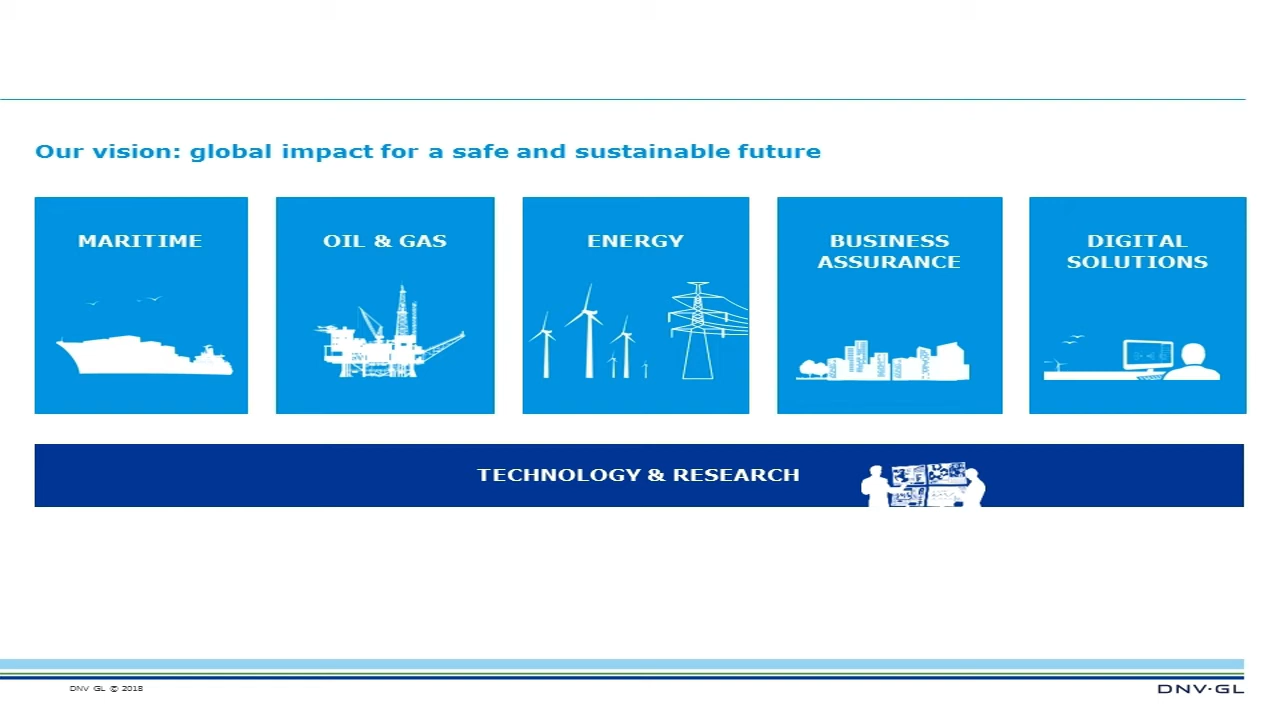 Our vision: global impact for a safe and sustainable future
MARITIME
OIL & GAS
ENERGY
BUSINESS
ASSURANCE
DIGITAL
SOLUTIONS
TECHNOLOGY & RESEARCH
DNV GL © 2018
DNV·GL